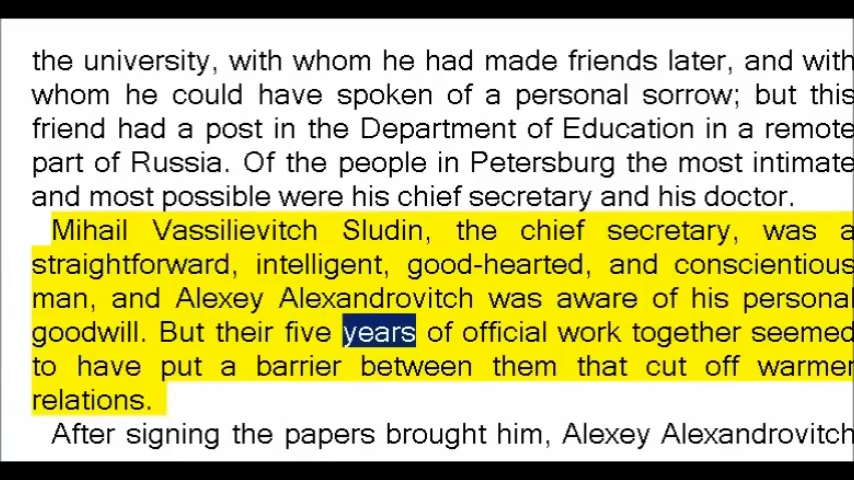 the university, with whom he had made friends later, and with
whom he could have spoken of a personal sorrow; but this
friend had a post in the Department of Education in a remote
part of Russia. Of the people in Petersburg the most intimate
and most possible were his chief secretary and his doctor.
Mihail Vassilievitch Sludin, the chief secretary, was a
straightforward, intelligent, good-hearted, and conscientious
man, and Alexey Alexandrovitch was aware of his personal
goodwill. But their five years of official work together seemed
to have put a barrier between them that cut off warmer
relations.
After signing the papers brought him, Alexey Alexandrovitch